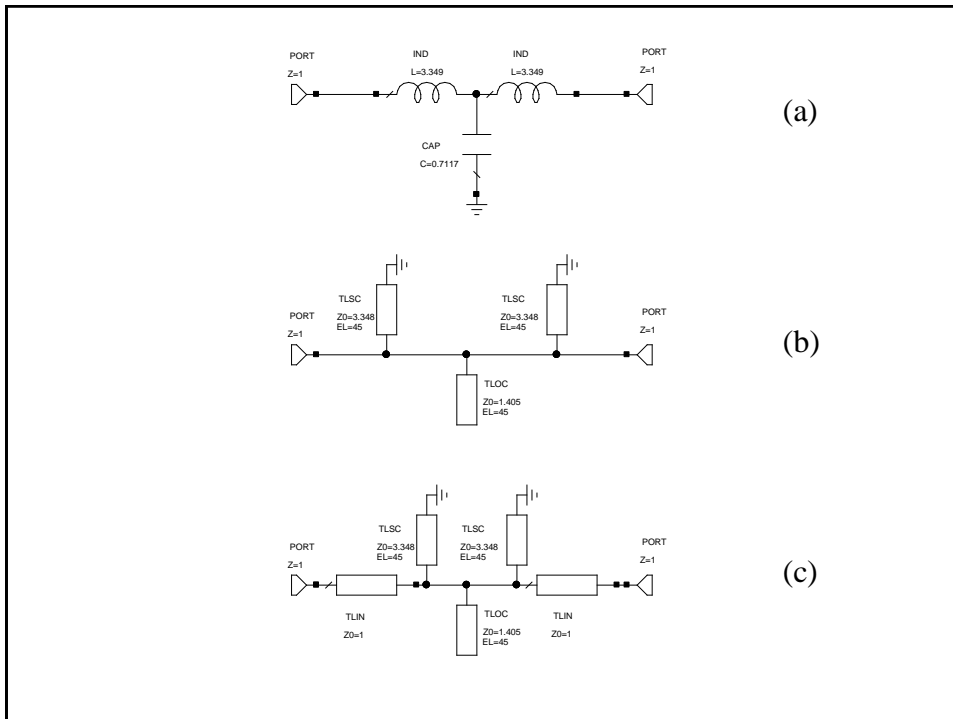 PORT
Z=1
IND
L=3.349
IND
L=3.349
PORT
Z=1
CAP
C=0.7117
(a)
PORT
Z=1
TLSC
Z0=3.348
EL=45
TLSC
Z0=3.348
EL=45
PORT
Z=1
TLOC
Z0=1.405
EL=45
(b)
PORT
Z=1
TLSC
Z0=3.348
EL=45
TLSC
Z0=3.348
EL=45
PORT
Z=1
TLIN
Z0=1
TLOC
Z0=1.405
EL=45
TLIN
Z0=1
(c)